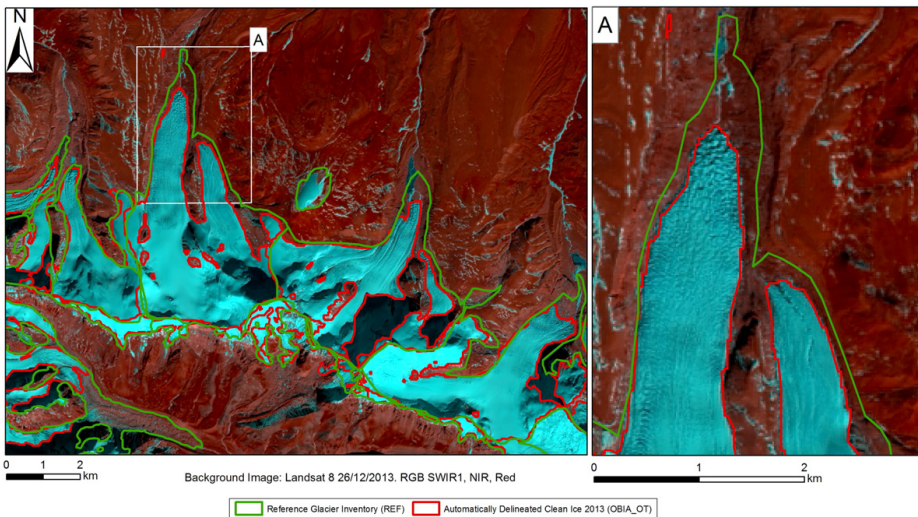 N
A
A
0 1 2
km
Background Image: Landsat 8 26/12/2013. RGB SWIR1, NIR, Red
0 1 2
km
Reference Glacier Inventory (REF)
Automatically Delineated Clean Ice 2013 (OBIA_OT)